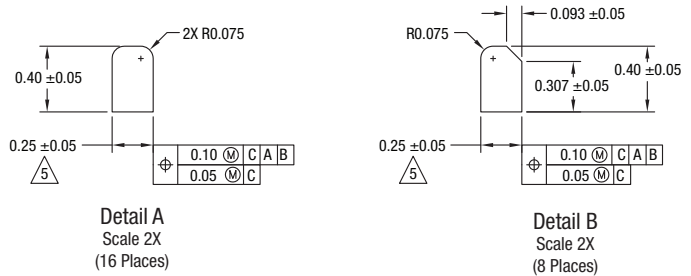 2X R0.075
0.40 ±0.05
0.25 ±0.05
5
0.10 Ⓜ C A B
0.05 Ⓜ C
Detail A
Scale 2X
(16 Places)
0.093 ±0.05
R0.075
0.40 ±0.05
0.307 ±0.05
0.25 ±0.05
5
0.10 Ⓜ C A B
0.05 Ⓜ C
Detail B
Scale 2X
(8 Places)